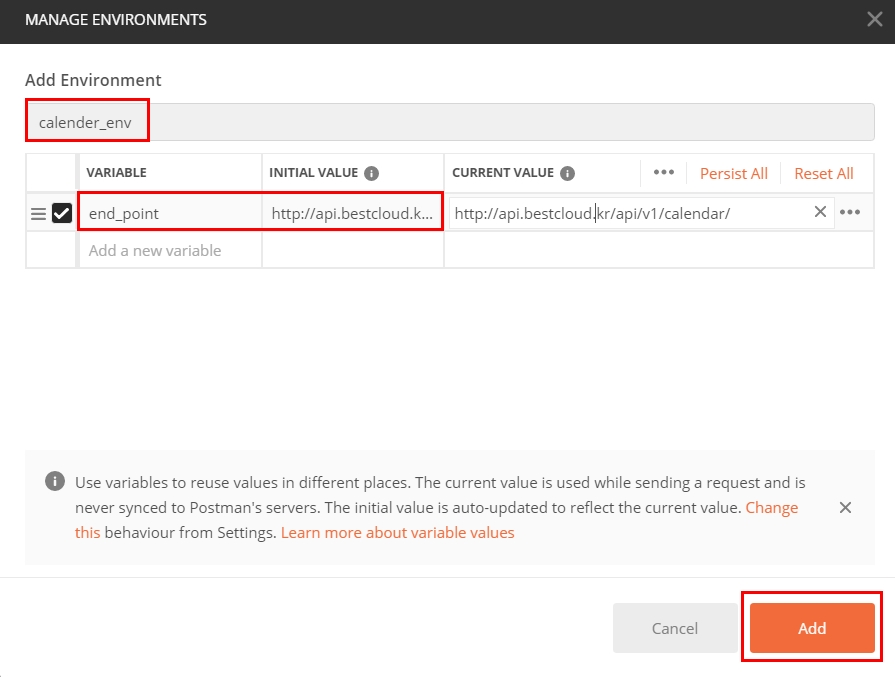 MANAGE ENVIRONMENTS
Add Environment
calender_env
VARIABLE INITIAL VALUE CURRENT VALUE ••• Persist All Reset All
end_point http://api.bestcloud.k... http://api.bestcloud.kr/api/v1/calendar/
Add a new variable
Use variables to reuse values in different places. The current value is used while sending a request and is
never synced to Postman's servers. The initial value is auto-updated to reflect the current value. Change
this behaviour from Settings. Learn more about variable values
Cancel Add